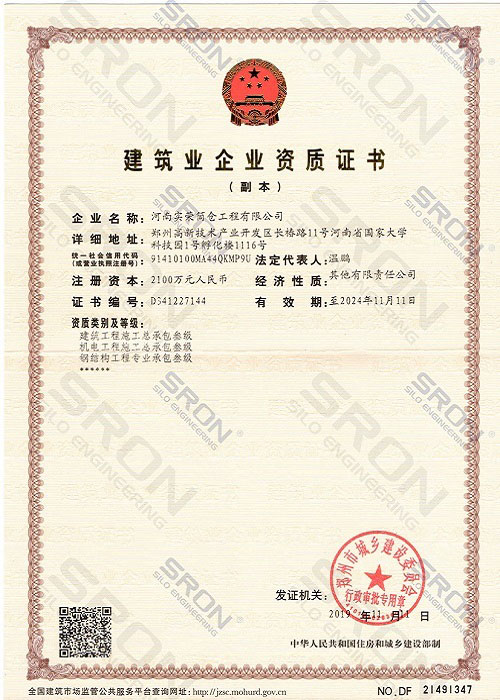 SRON
SILO ENGINEERING
建筑业企业资质证书
(副本)
企业名称: 河南实荣筒仓工程有限公司
详细地址: 郑州高新技术产业开发区长椿路11号河南省国家大学
科技园1号孵化楼1116号
统一社会信用代码
(或营业执照注册号): 91410100MA44QKMP9U 法定代表人: 温鹏
注册资本: 2100万元人民币 经济性质: 其他有限责任公司
证书编号: D341227144 有效期: 至2024年11月11日
资质类别及等级:
建筑工程施工总承包叁级
机电工程施工总承包叁级
钢结构工程专业承包叁级
******
郑州市城乡建设委员会
行政审批专用章
发证机关:
2019 年 月 11 日
中华人民共和国住房和城乡建设部制
全国建筑市场监管公共服务平台查询网址: http://jzsc.mohurd.gov.cn
NO.DF 21491347